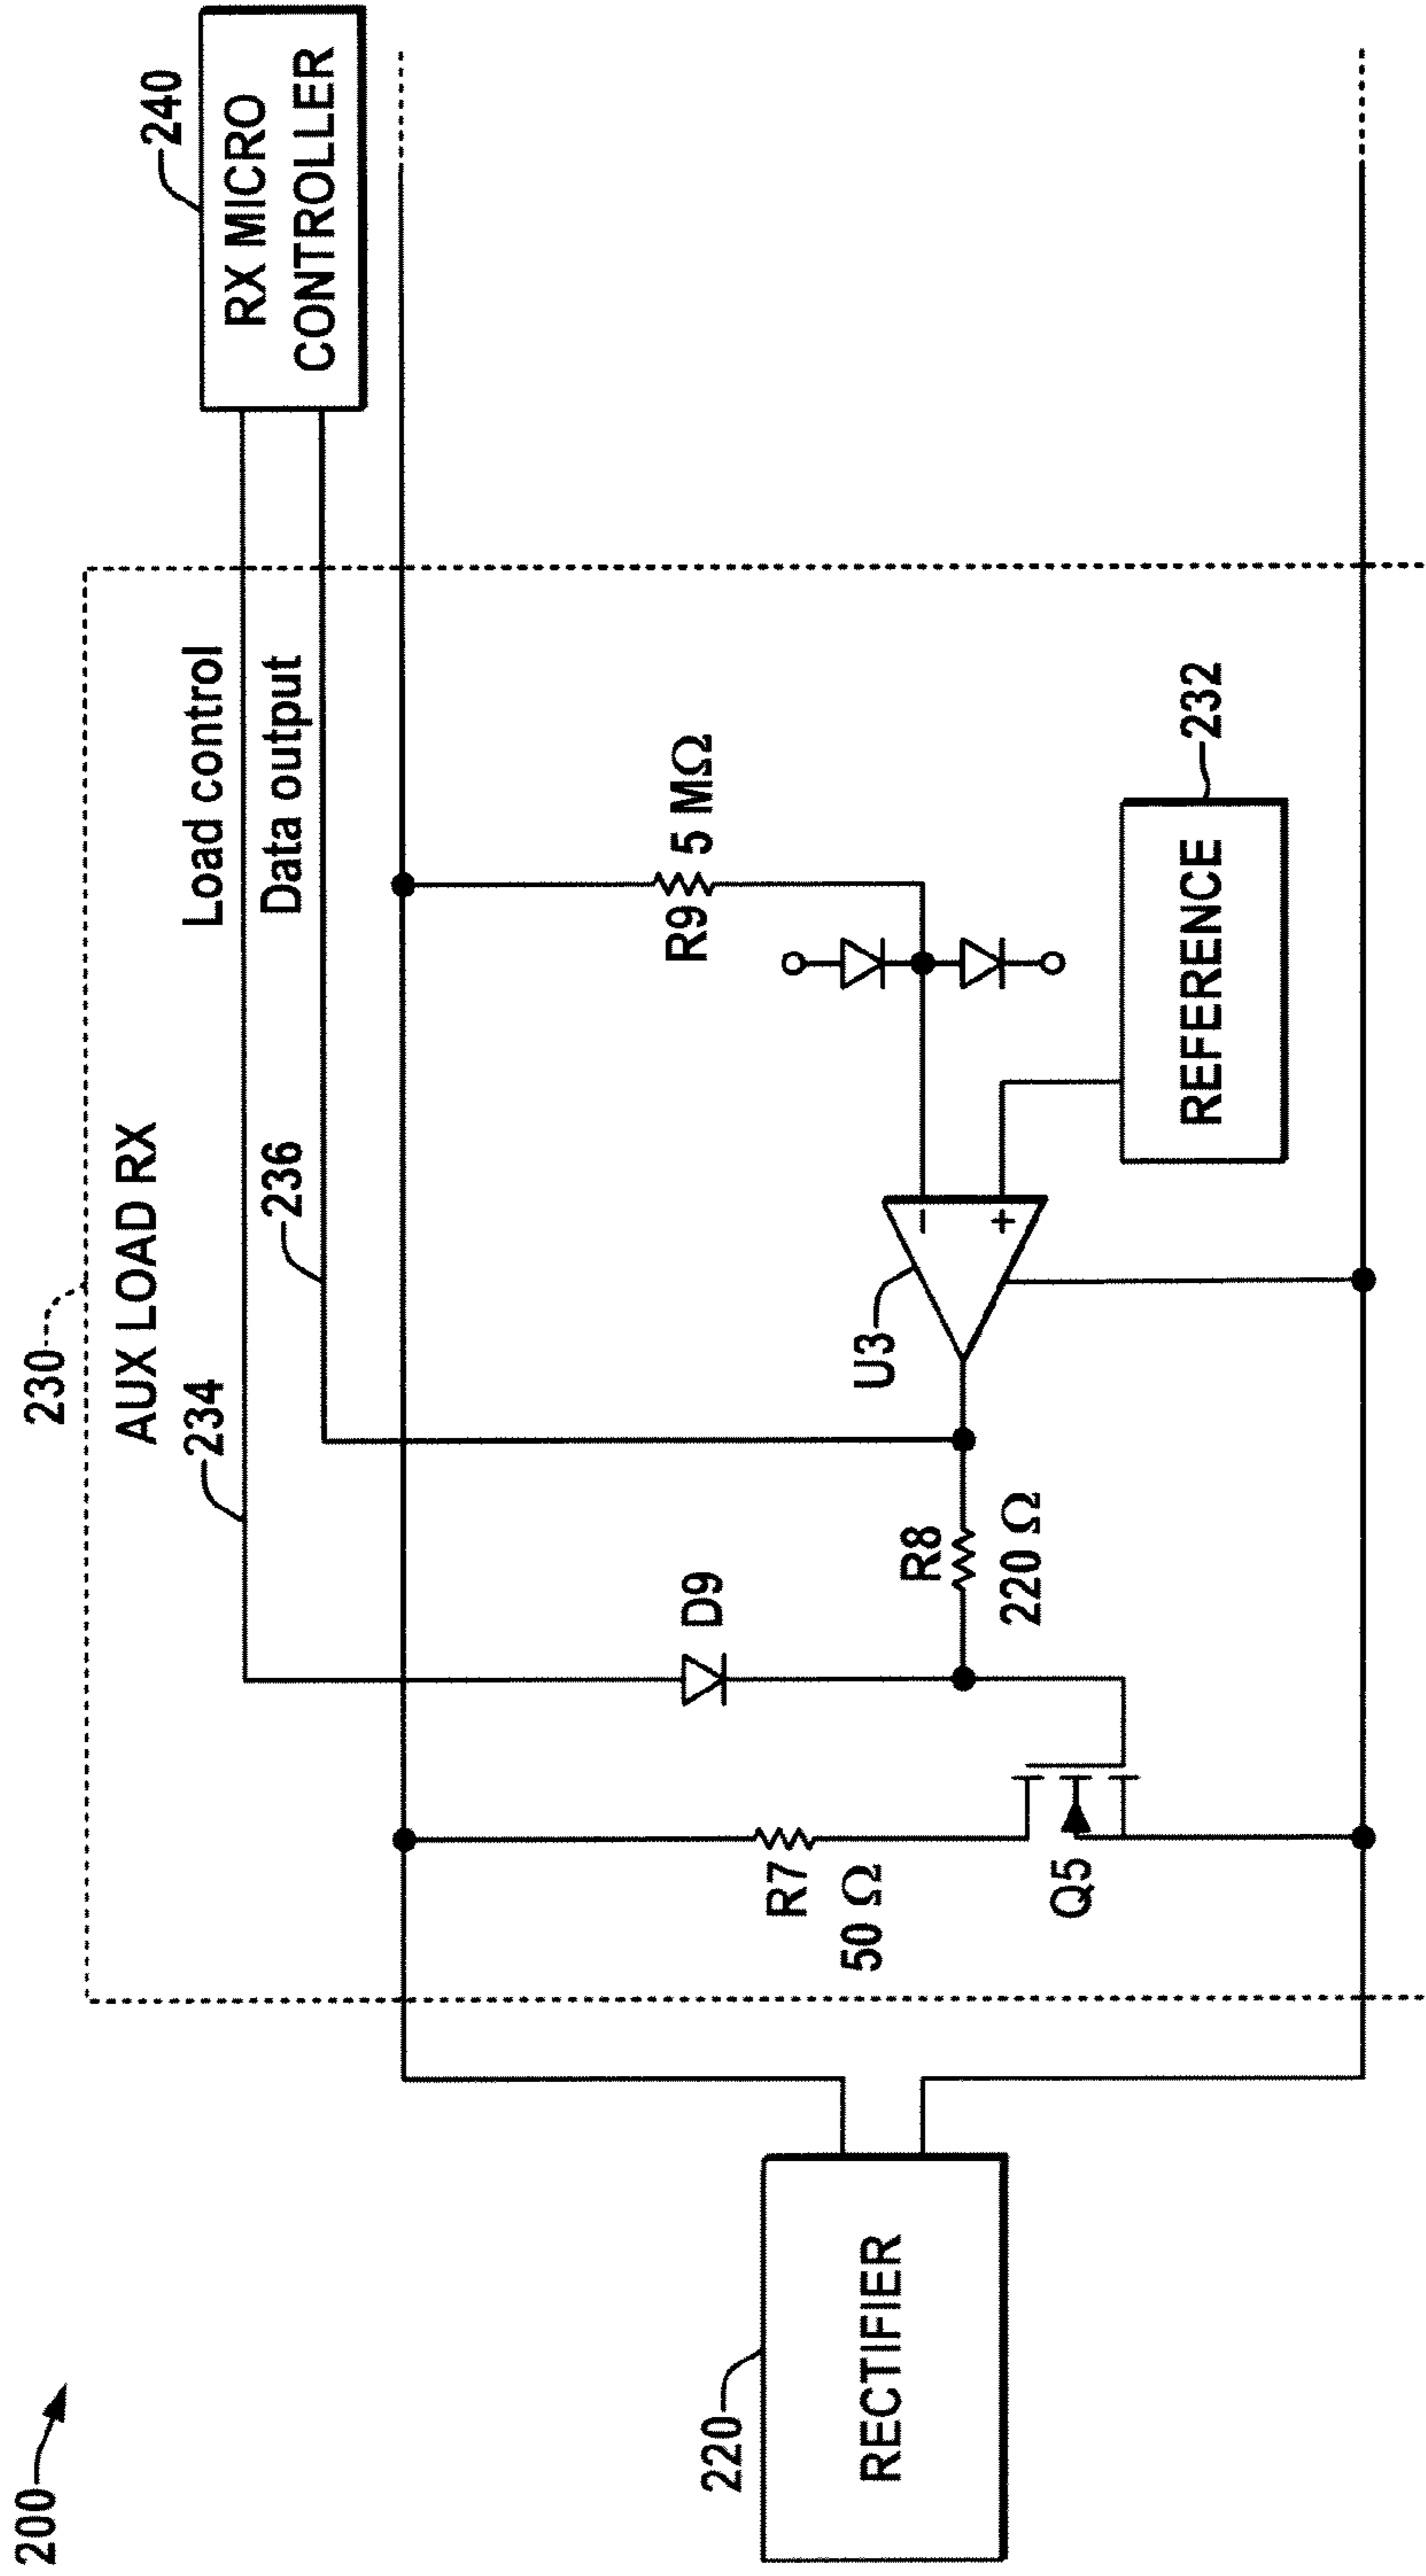 200
230
AUX LOAD RX
234
Load control
236
Data output
240
RX MICRO
CONTROLLER
220
RECTIFIER
R7
50 Ω
Q5
D9
R8
220 Ω
U3
−
+
R9 5 MΩ
REFERENCE
232